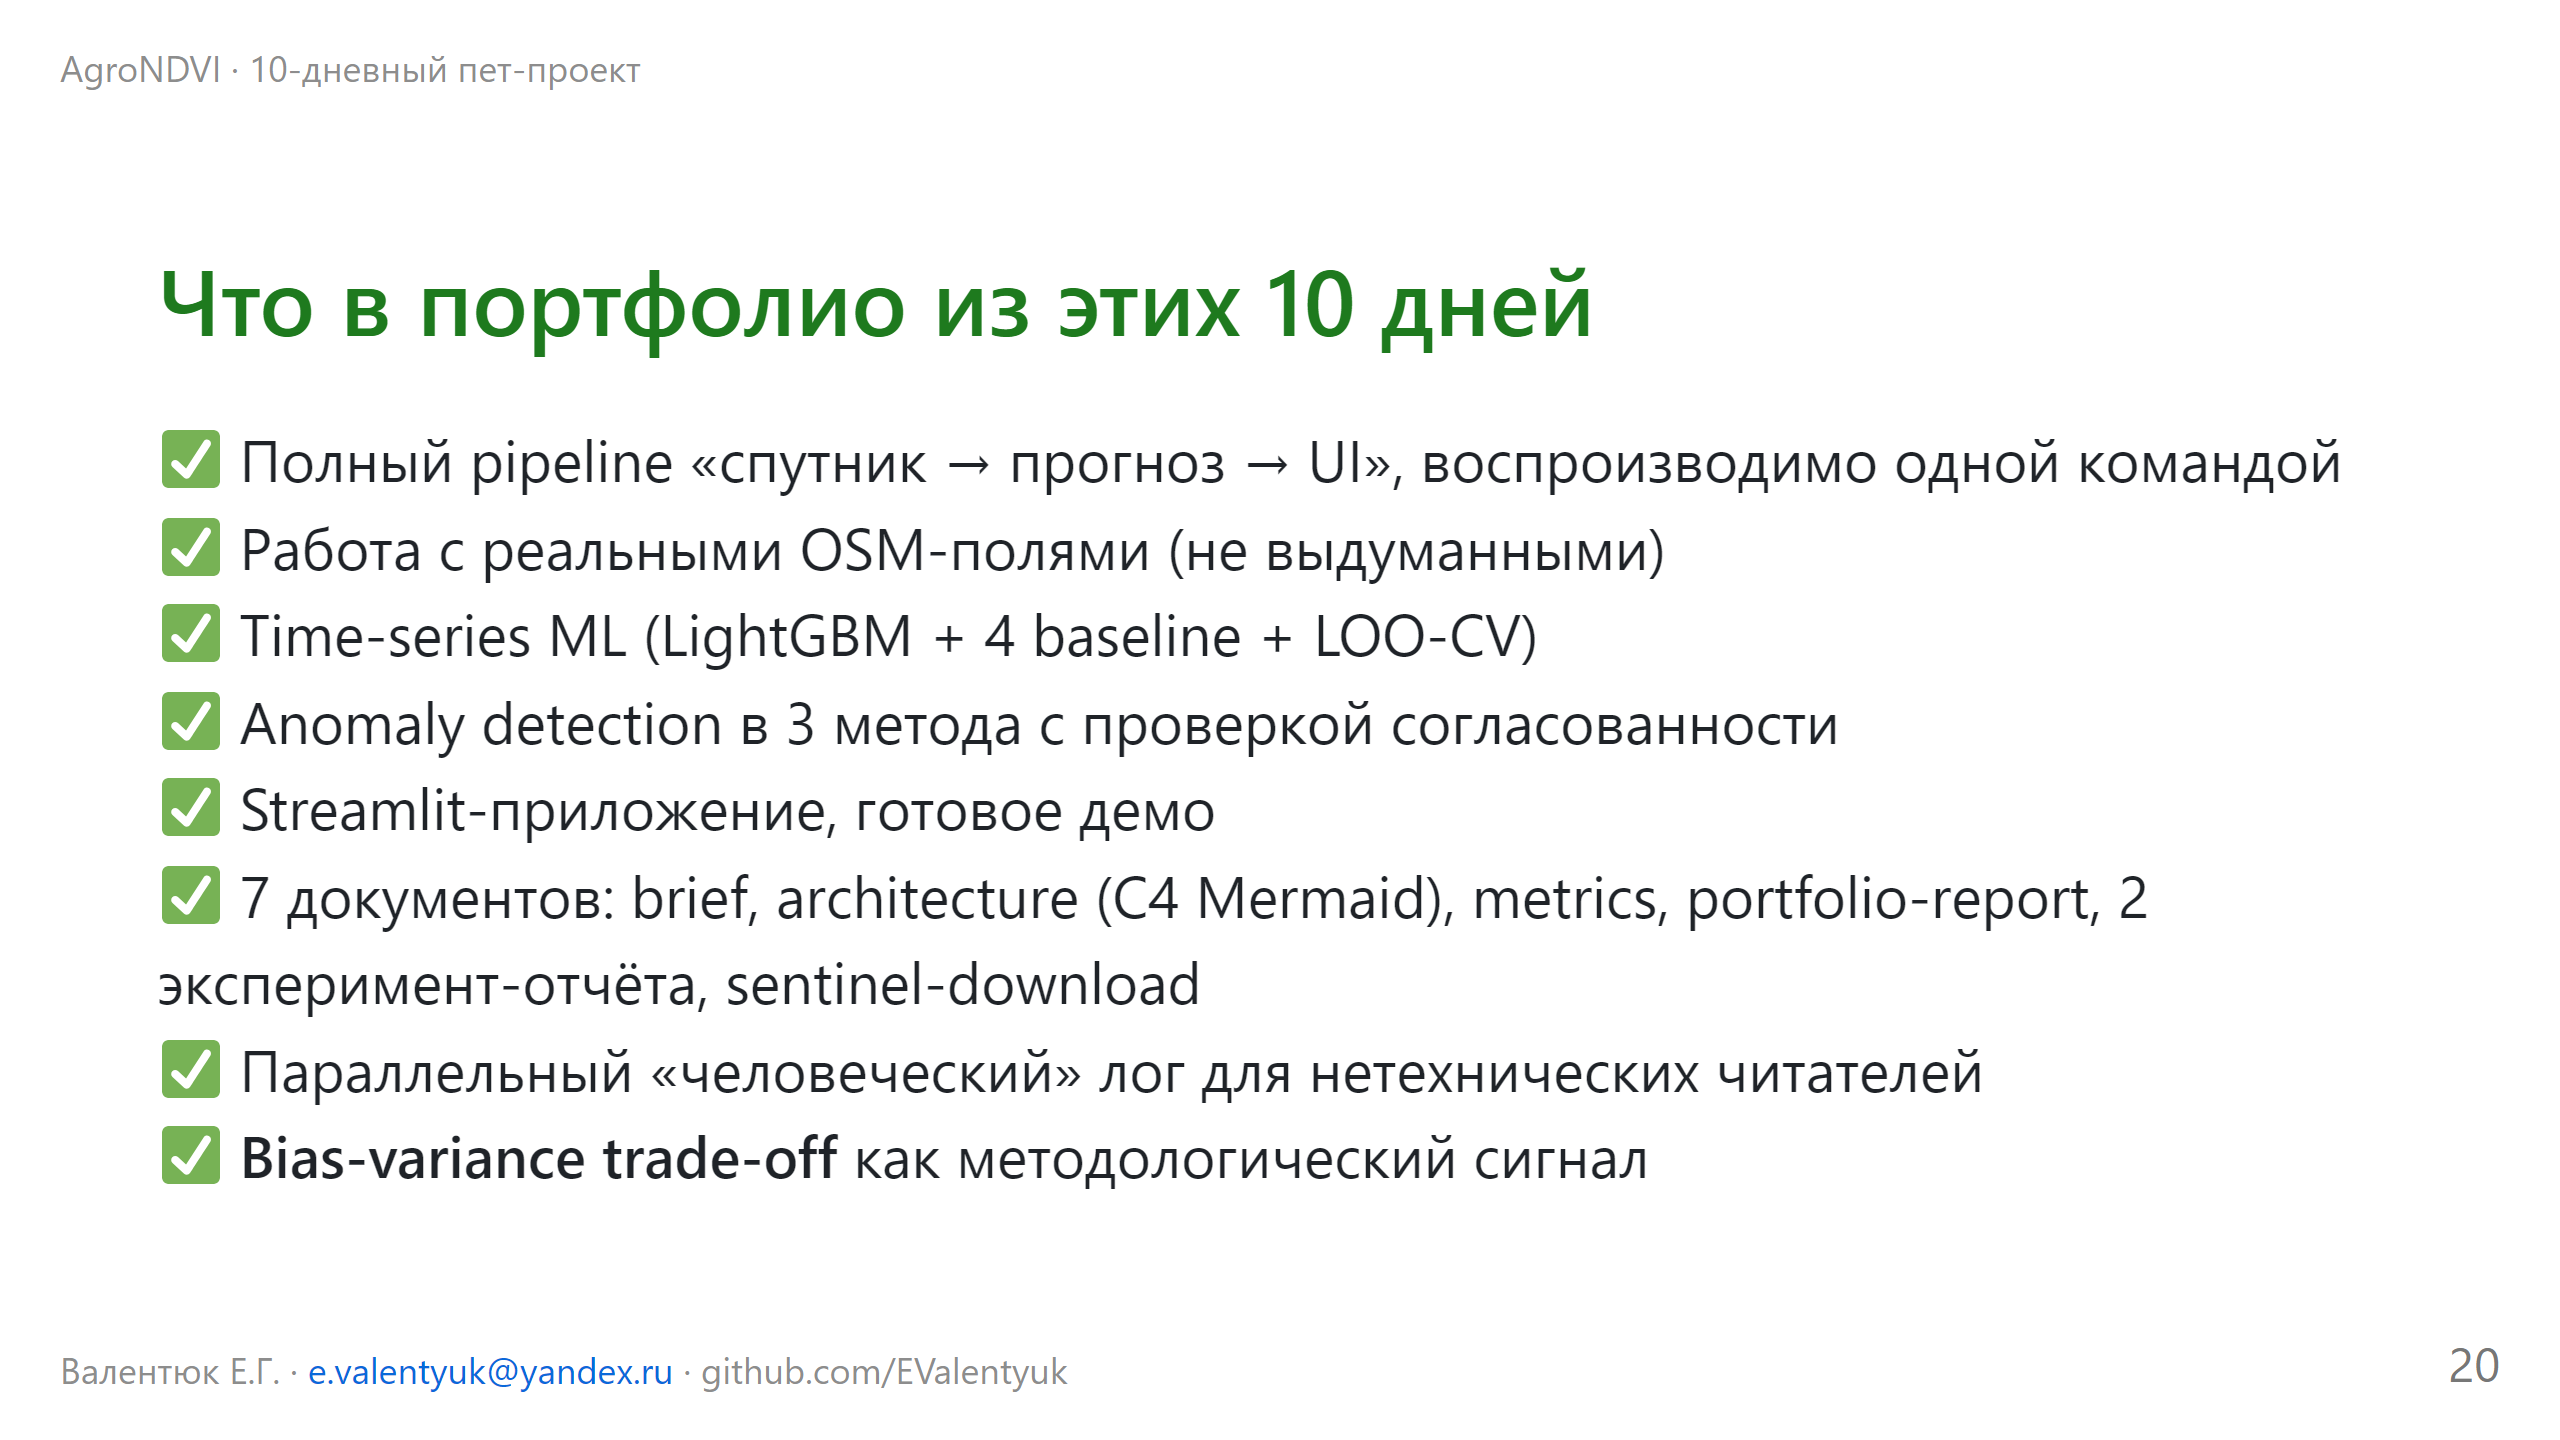 AgroNDVI · 10-дневный пет-проект
Что в портфолио из этих 10 дней
✅ Полный pipeline «спутник → прогноз → UI», воспроизводимо одной командой
✅ Работа с реальными OSM-полями (не выдуманными)
✅ Time-series ML (LightGBM + 4 baseline + LOO-CV)
✅ Anomaly detection в 3 метода с проверкой согласованности
✅ Streamlit-приложение, готовое демо
✅ 7 документов: brief, architecture (C4 Mermaid), metrics, portfolio-report, 2
эксперимент-отчёта, sentinel-download
✅ Параллельный «человеческий» лог для нетехнических читателей
✅ Bias-variance trade-off как методологический сигнал
Валентюк Е.Г. · e.valentyuk@yandex.ru · github.com/EValentyuk
20